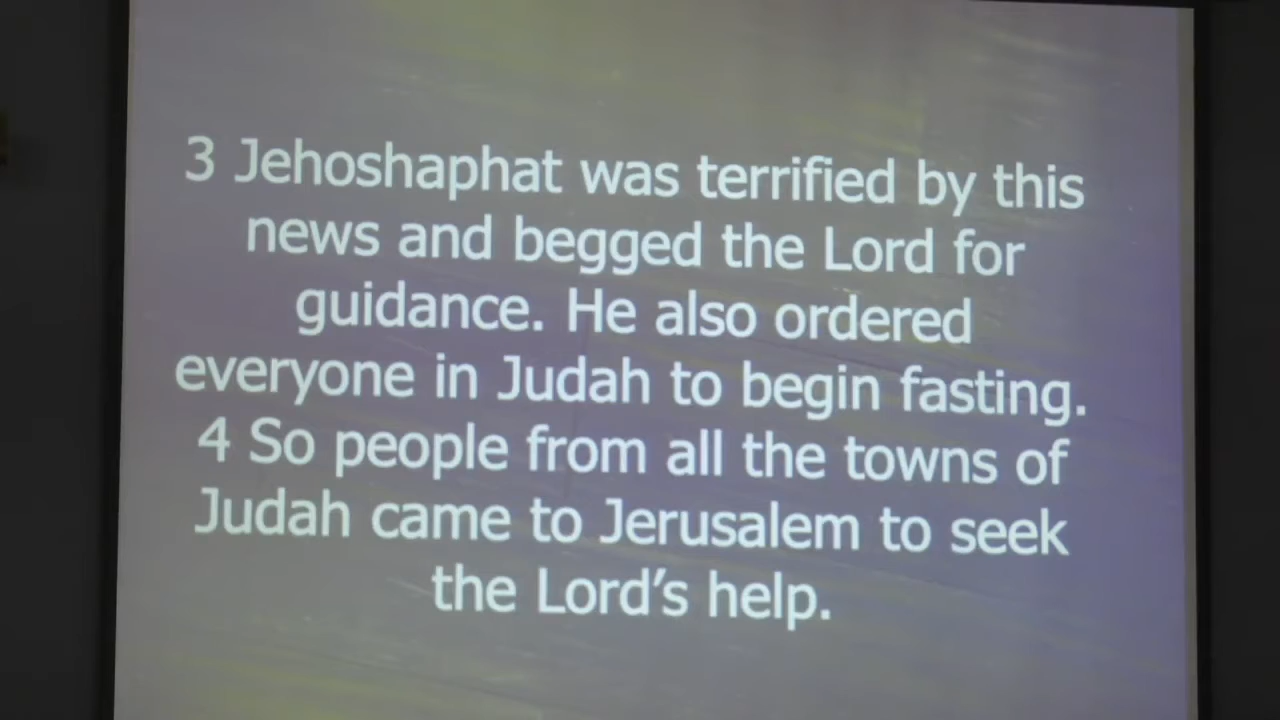 3 Jehoshaphat was terrified by this
news and begged the Lord for
guidance. He also ordered
everyone in Judah to begin fasting.
4 So people from all the towns of
Judah came to Jerusalem to seek
the Lord’s help.